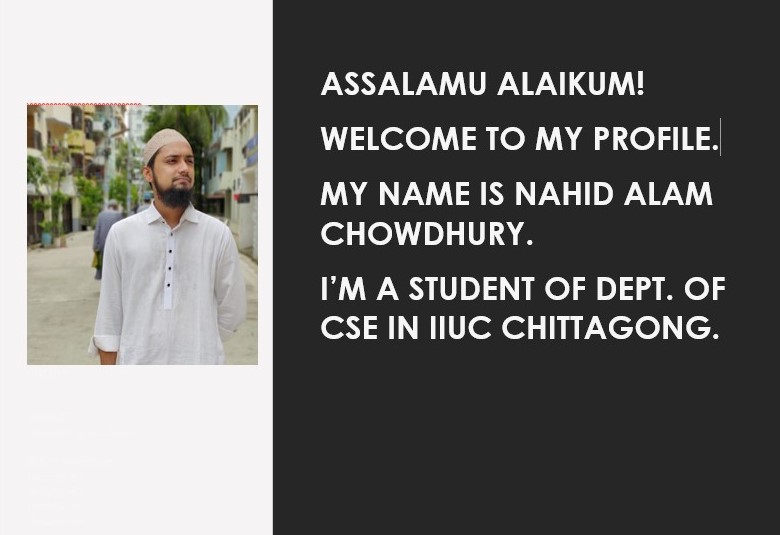 ASSALAMU ALAIKUM!
WELCOME TO MY PROFILE.
MY NAME IS NAHID ALAM
CHOWDHURY.
I’M A STUDENT OF DEPT. OF
CSE IN IIUC CHITTAGONG.